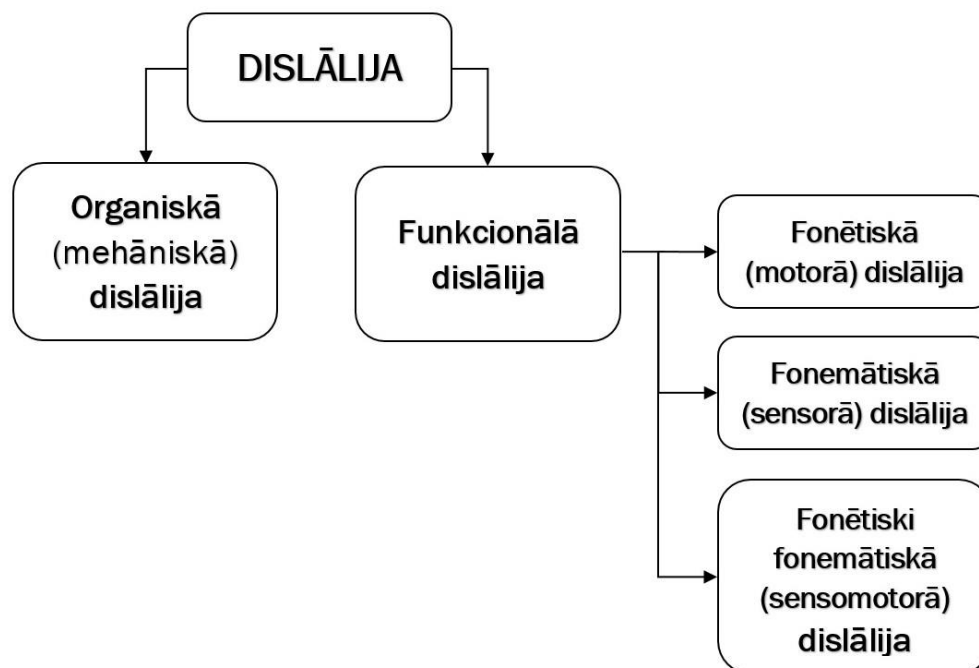 DISLĀLIJA
Organiskā
(mehāniskā)
dislālija
Funkcionālā
dislālija
Fonētiskā
(motorā) dislālija
Fonemātiskā
(sensorā) dislālija
Fonētiski
fonemātiskā
(sensomotorā)
dislālija